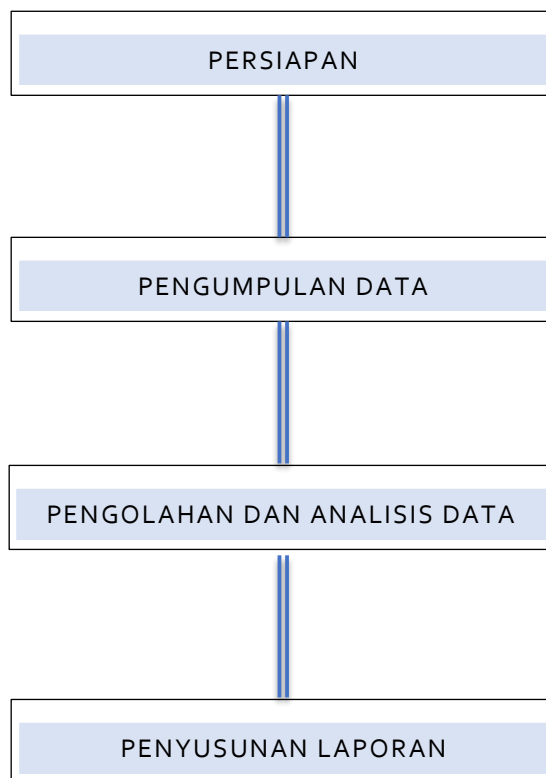 PERSIAPAN
PENGUMPULAN DATA
PENGOLAHAN DAN ANALISIS DATA
PENYUSUNAN LAPORAN